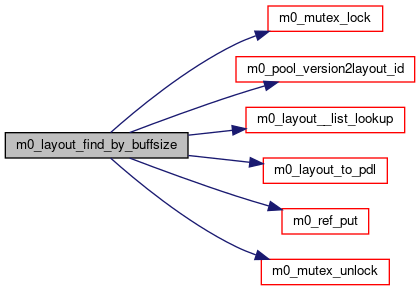 m0_layout_find_by_buffsize
m0_mutex_lock
m0_pool_version2layout_id
m0_layout__list_lookup
m0_layout_to_pdl
m0_ref_put
m0_mutex_unlock